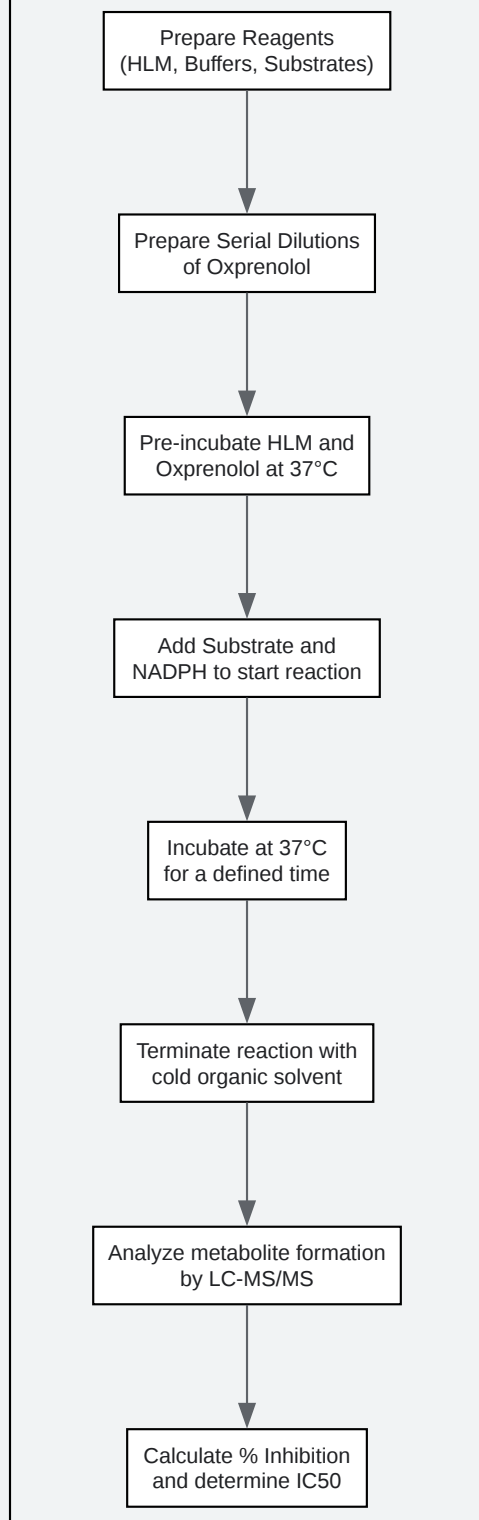 Prepare Reagents
(HLM, Buffers, Substrates)
Prepare Serial Dilutions
of Oxprenolol
Pre-incubate HLM and
Oxprenolol at 37°C
Add Substrate and
NADPH to start reaction
Incubate at 37°C
for a defined time
Terminate reaction with
cold organic solvent
Analyze metabolite formation
by LC-MS/MS
Calculate % Inhibition
and determine IC50